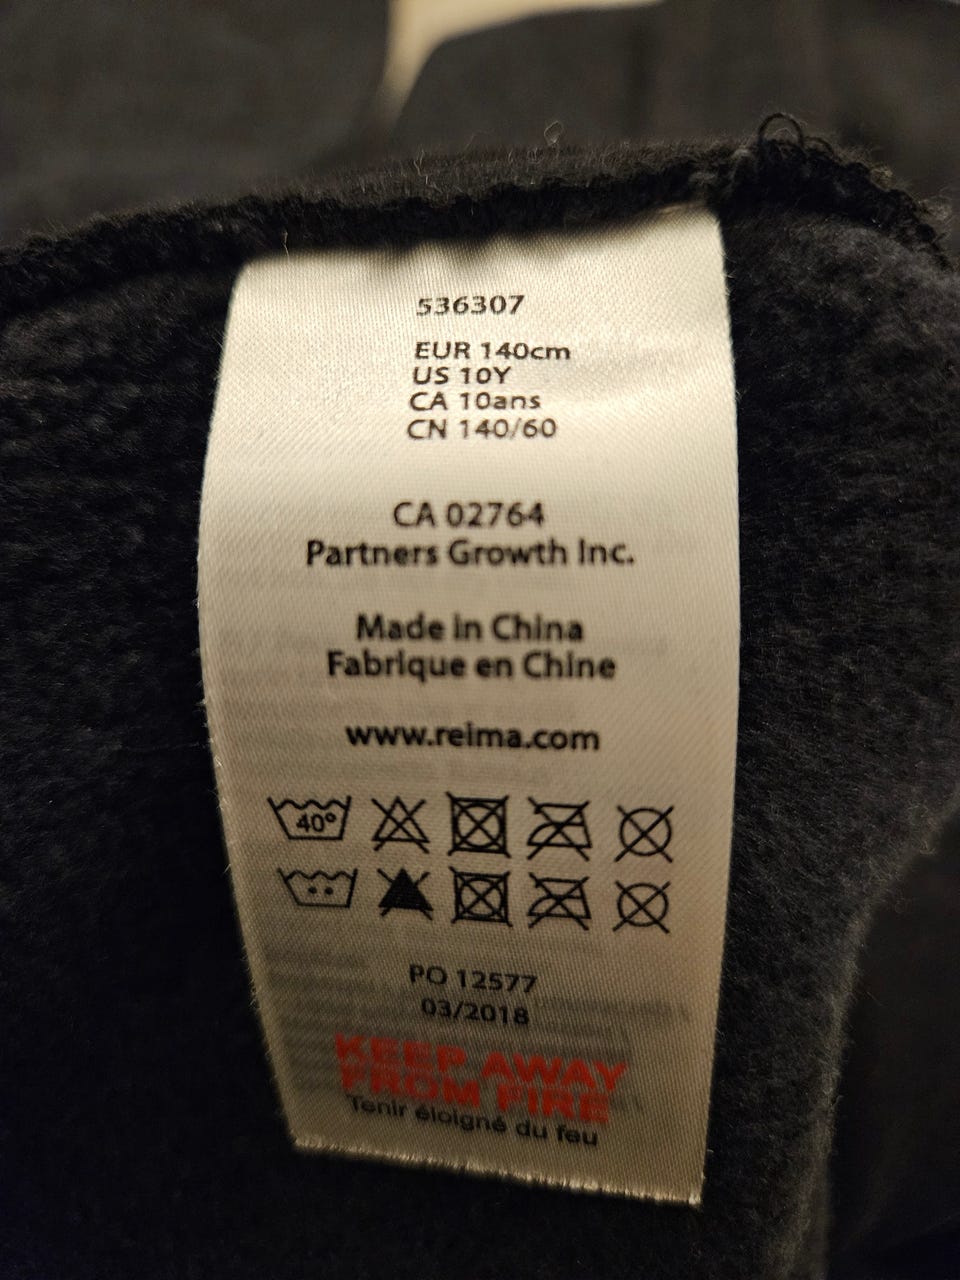 536307
EUR 140cm
US 10Y
CA 10ans
CN 140/60
CA 02764
Partners Growth Inc.
Made in China
Fabrique en Chine
www.reima.com
40°
PO 12577
03/2018
KEEP AWAY
FROM FIRE
Tenir éloigné du feu